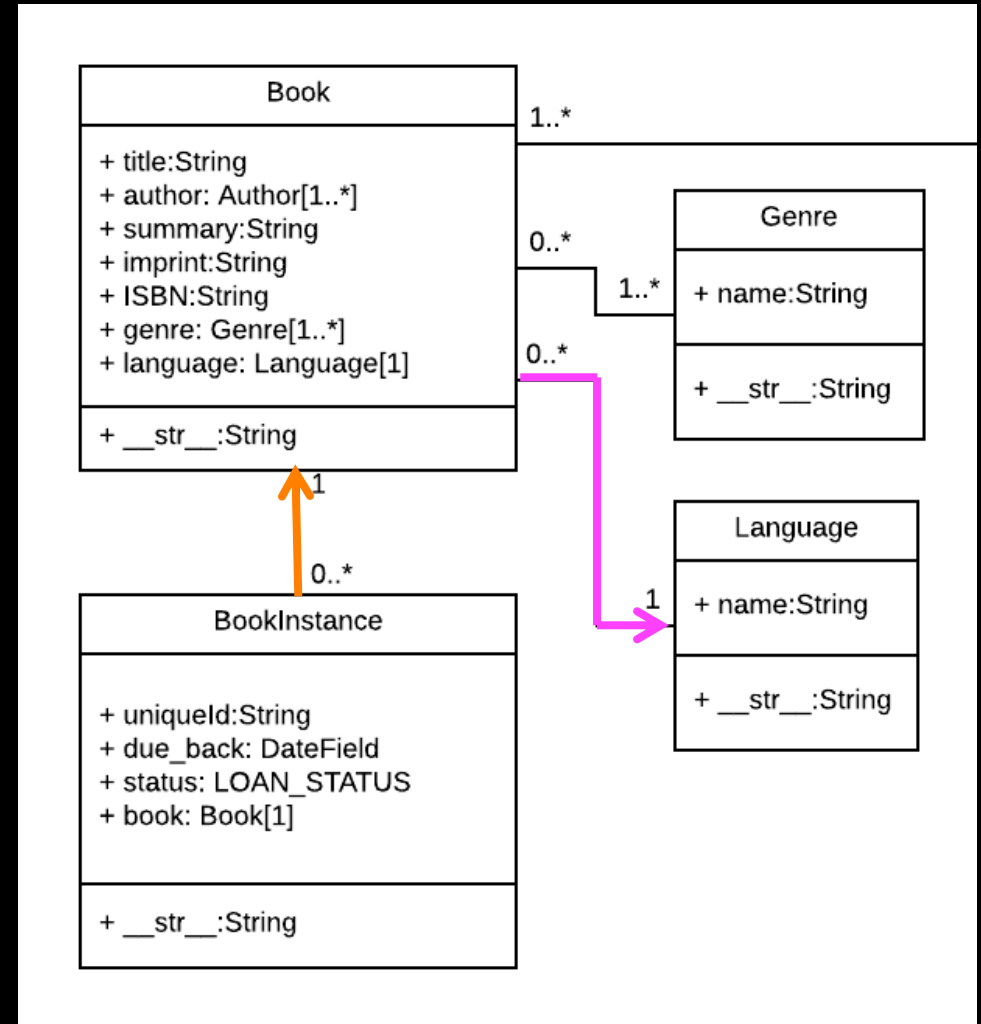 Book
+ title:String
+ author: Author[1..*]
+ summary:String
+ imprint:String
+ ISBN:String
+ genre: Genre[1..*]
+ language: Language[1]
+ __str__:String
1..*
0..*
1..*
0..*
1
Genre
+ name:String
+ __str__:String
Language
+ name:String
+ __str__:String
1
0..*
BookInstance
+ uniqueId:String
+ due_back: DateField
+ status: LOAN_STATUS
+ book: Book[1]
+ __str__:String